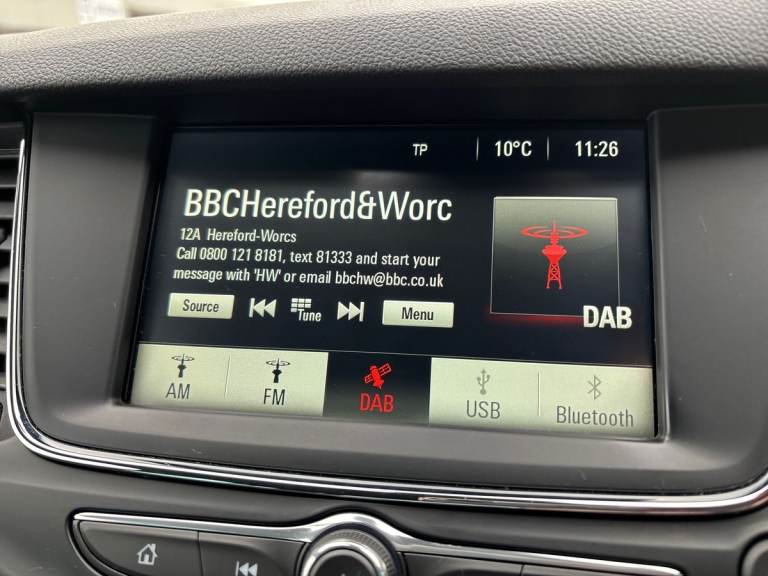 TP 10°C 11:26
BBCHereford&Worc
12A Hereford-Worcs
Call 0800 121 8181, text 81333 and start your
message with 'HW' or email bbchw@bbc.co.uk
Source Tune Menu
DAB
AM FM DAB USB Bluetooth